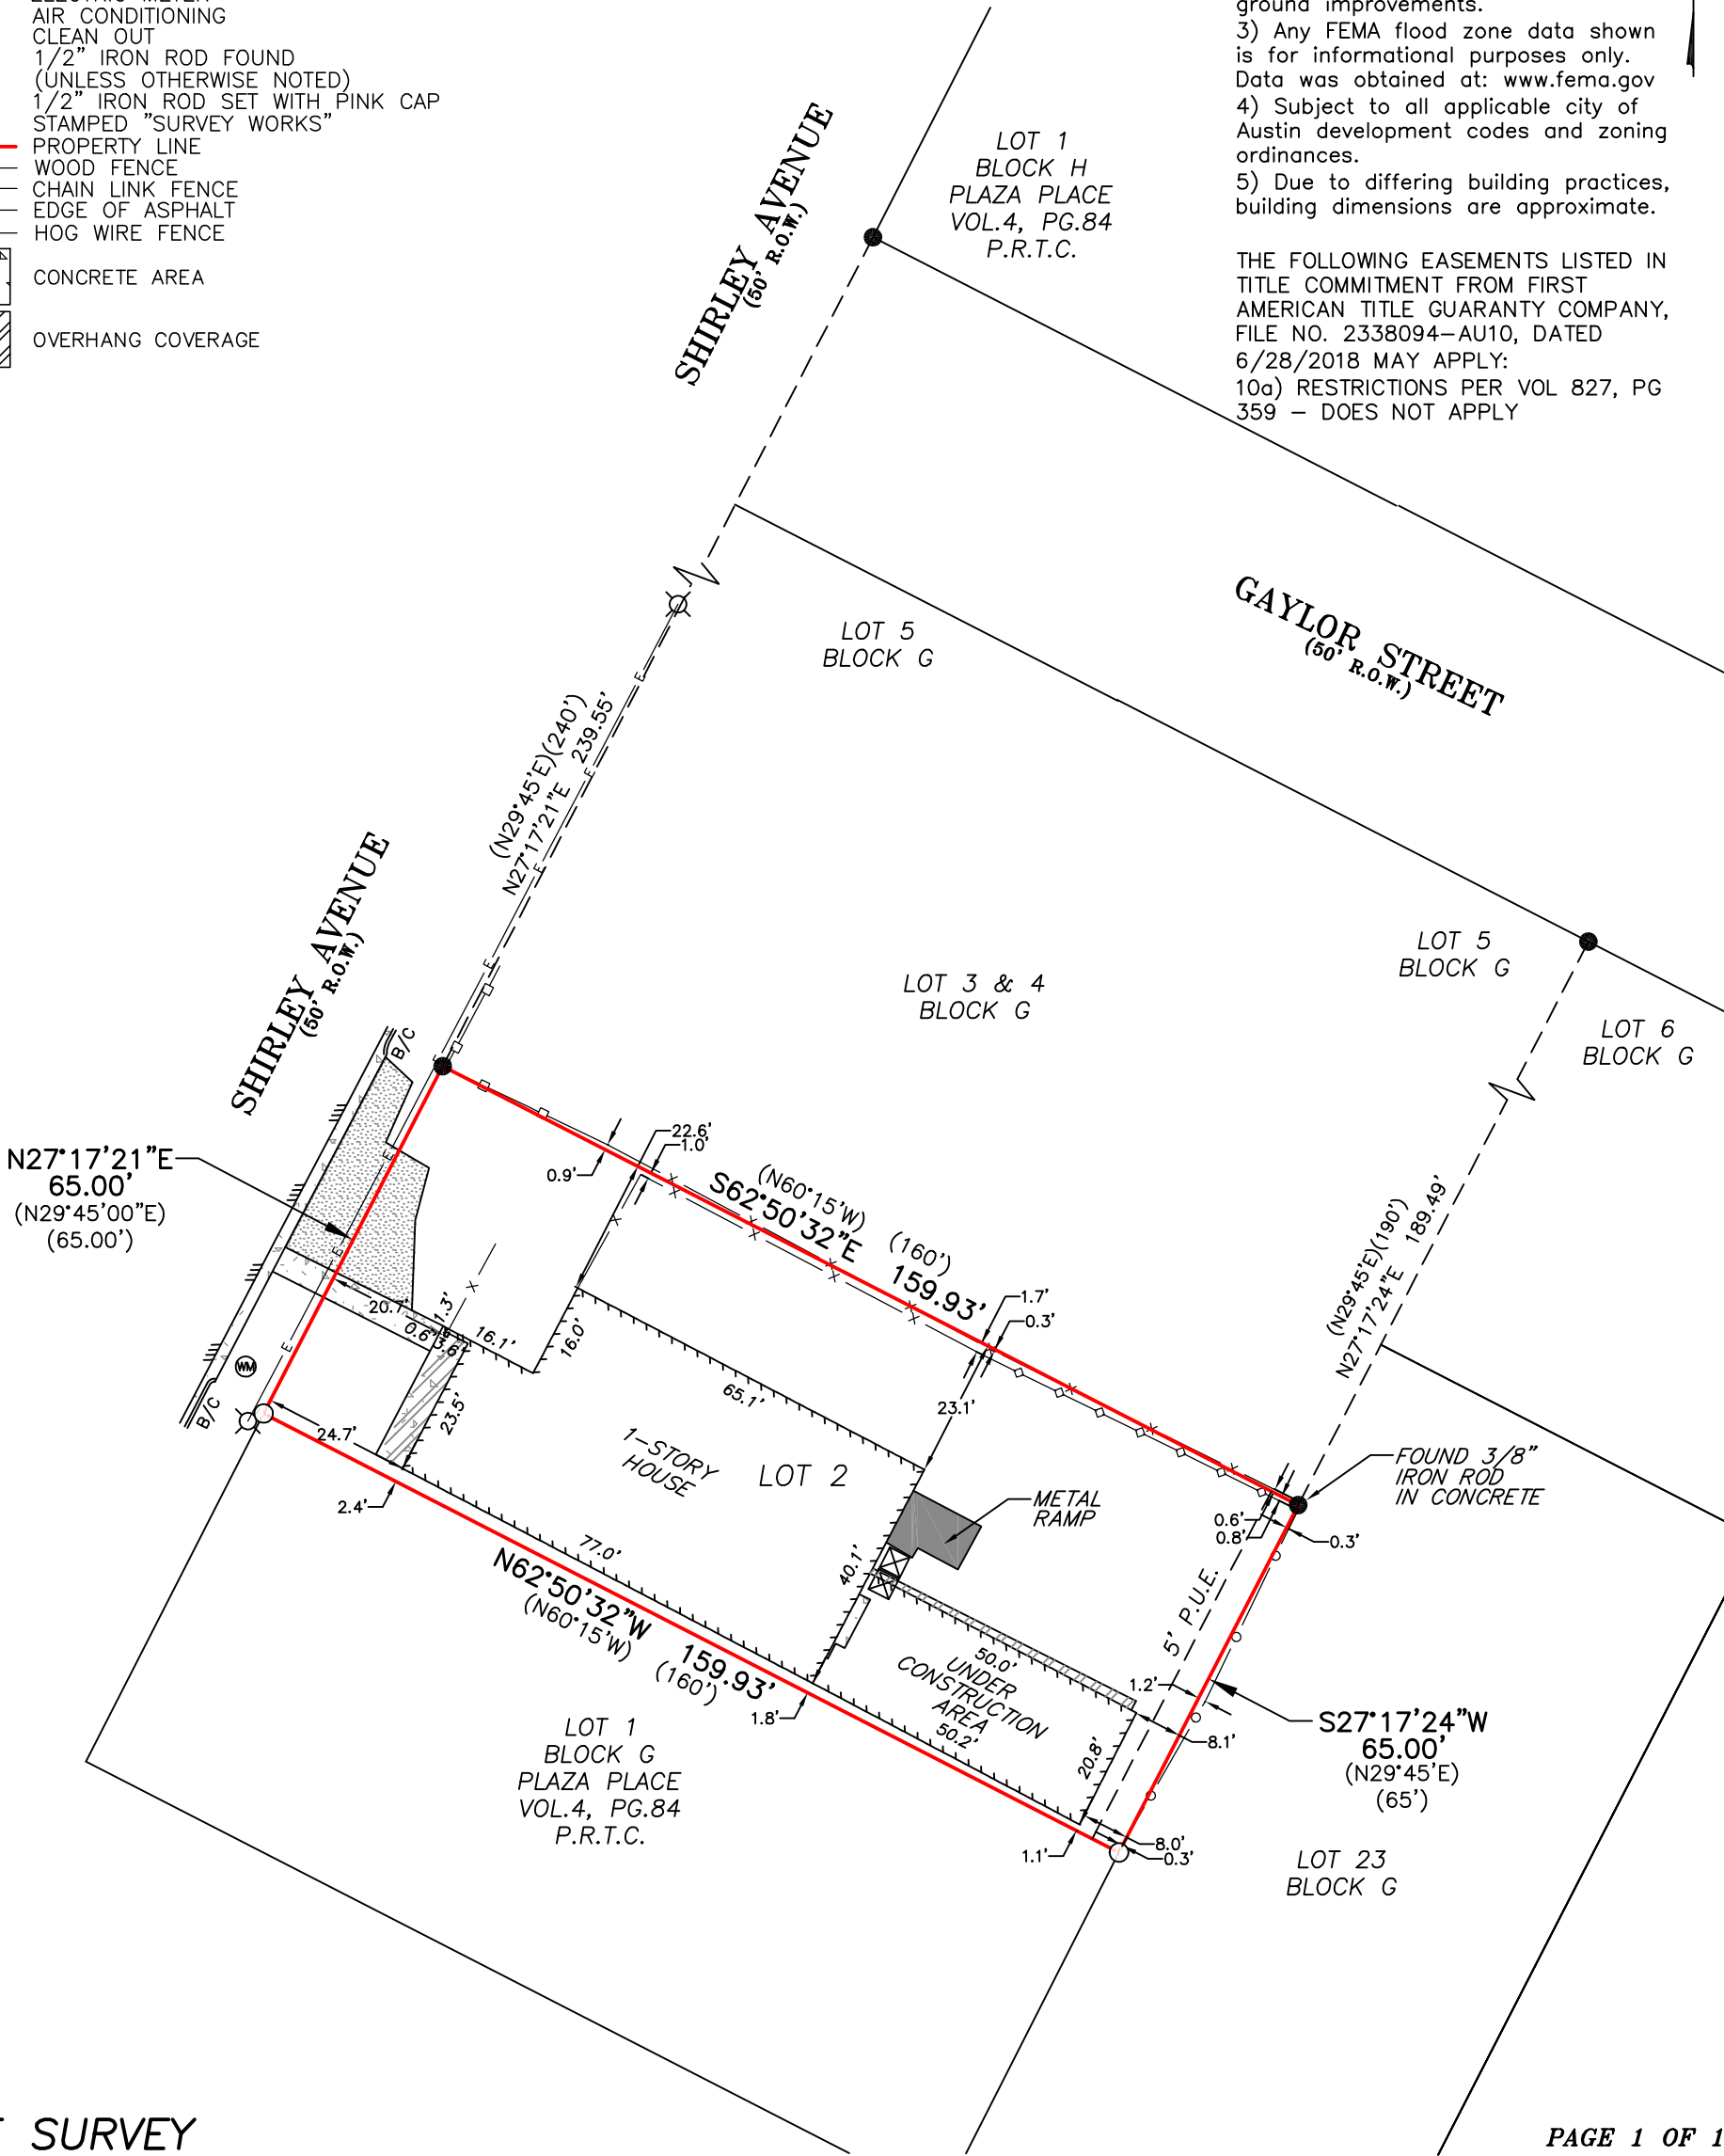 AIR CONDITIONING
CLEAN OUT
1/2" IRON ROD FOUND
(UNLESS OTHERWISE NOTED)
1/2" IRON ROD SET WITH PINK CAP
STAMPED "SURVEY WORKS"
PROPERTY LINE
WOOD FENCE
CHAIN LINK FENCE
EDGE OF ASPHALT
HOG WIRE FENCE
CONCRETE AREA
OVERHANG COVERAGE
ground improvements.
3) Any FEMA flood zone data shown
is for informational purposes only.
Data was obtained at: www.fema.gov
4) Subject to all applicable city of
Austin development codes and zoning
ordinances.
5) Due to differing building practices,
building dimensions are approximate.
THE FOLLOWING EASEMENTS LISTED IN
TITLE COMMITMENT FROM FIRST
AMERICAN TITLE GUARANTY COMPANY,
FILE NO. 2338094-AU10, DATED
6/28/2018 MAY APPLY:
10a) RESTRICTIONS PER VOL 827, PG
359 - DOES NOT APPLY
LOT 1
BLOCK H
PLAZA PLACE
VOL.4, PG.84
P.R.T.C.
SHIRLEY AVENUE
(50' R.O.W.)
GAYLOR STREET
(50' R.O.W.)
LOT 5
BLOCK G
(N29°45'E)(240')
N27°17'21"E 239.55'
E
E
E
E
E
SHIRLEY AVENUE
(50' R.O.W.)
LOT 3 & 4
BLOCK G
LOT 5
BLOCK G
LOT 6
BLOCK G
B/C
N27°17'21"E
65.00'
(N29°45'00"E)
(65.00')
E
E
E
22.6'
1.0'
0.9'
(N60°15'W) (160')
S62°50'32"E 159.93'
(N29°45'E)(190')
N27°17'24"E 189.49'
20.7'
1.3'
0.6'
3.6'
16.1'
16.0'
1.7'
0.3'
WM
B/C
24.7'
23.5'
65.1'
23.1'
1-STORY
HOUSE
LOT 2
2.4'
77.0'
METAL
RAMP
FOUND 3/8"
IRON ROD
IN CONCRETE
0.6'
0.8'
0.3'
40.1'
N62°50'32"W 159.93'
(N60°15'W) (160')
5' P.U.E.
50.0'
UNDER
CONSTRUCTION
AREA
50.2'
1.2'
1.8'
8.1'
20.8'
S27°17'24"W
65.00'
(N29°45'E)
(65')
LOT 1
BLOCK G
PLAZA PLACE
VOL.4, PG.84
P.R.T.C.
8.0'
0.3'
1.1'
LOT 23
BLOCK G
SURVEY
PAGE 1 OF 1